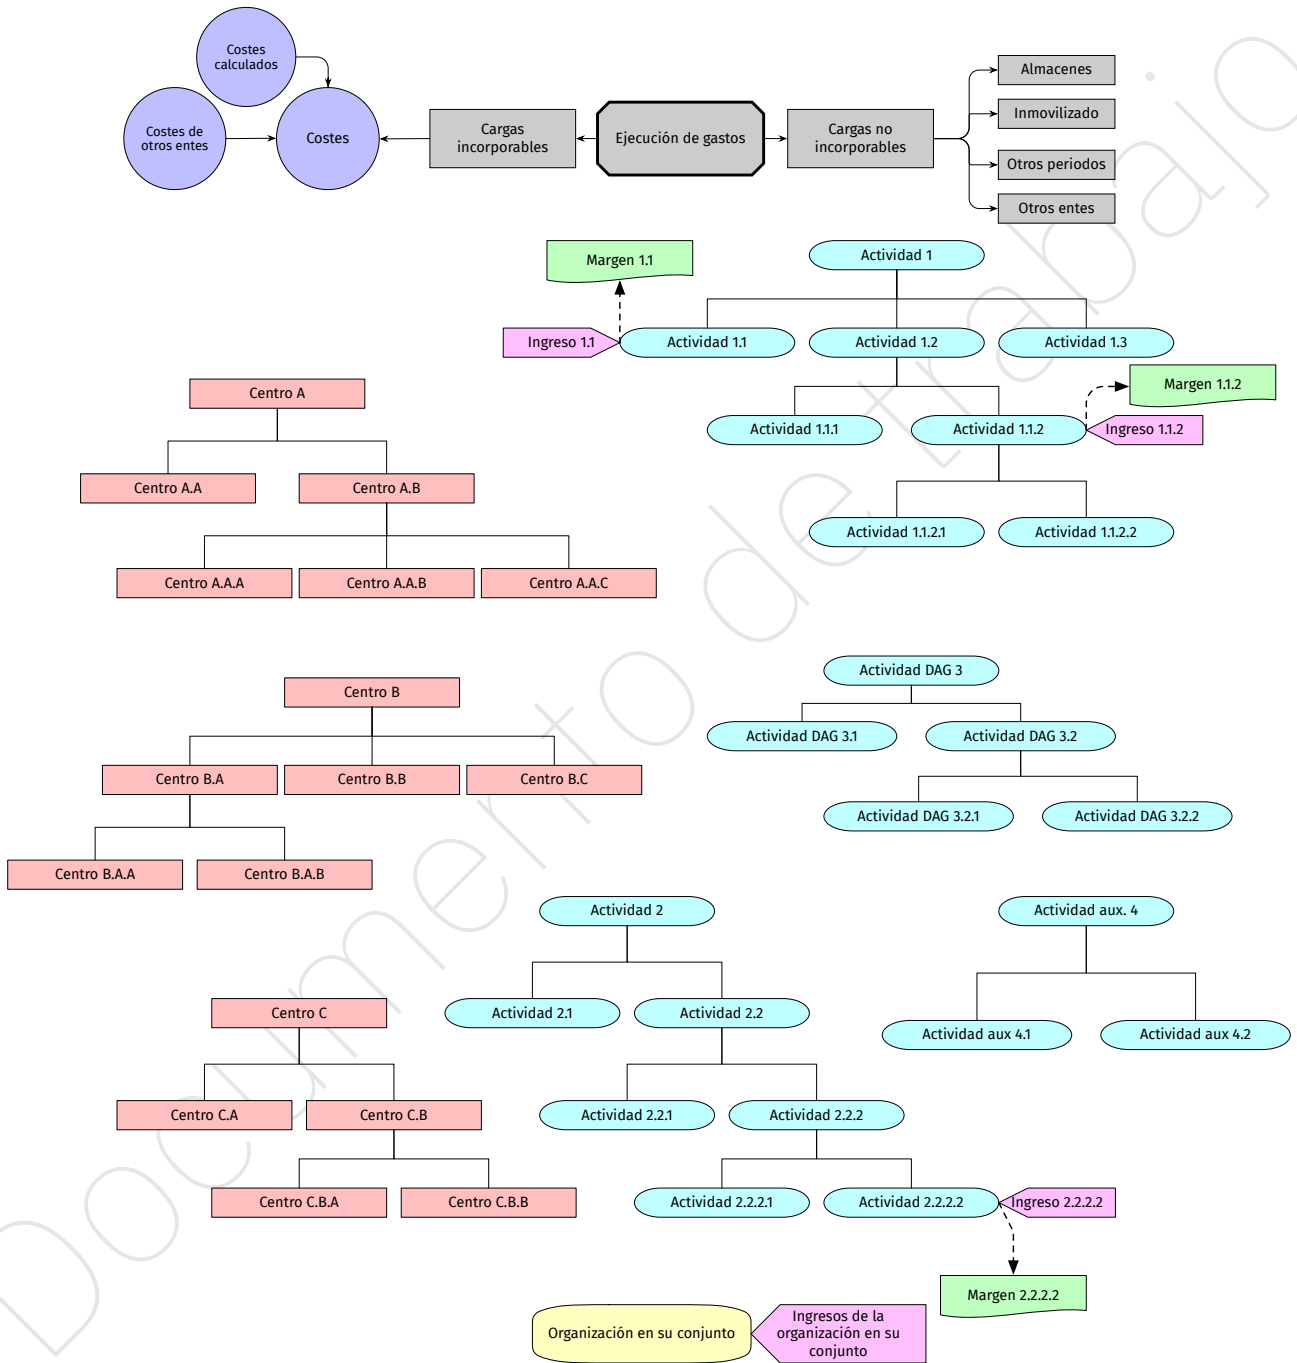 Costes
calculados
Costes de
otros entes
Costes
Cargas
incorporables
Ejecución de gastos
Cargas no
incorporables
Almacenes
Inmovilizado
Otros periodos
Otros entes
Margen 1.1
Actividad 1
Ingreso 1.1
Actividad 1.1
Actividad 1.2
Actividad 1.3
Margen 1.1.2
Actividad 1.1.1
Actividad 1.1.2
Ingreso 1.1.2
Actividad 1.1.2.1
Actividad 1.1.2.2
Centro A
Centro A.A
Centro A.B
Centro A.A.A
Centro A.A.B
Centro A.A.C
Centro B
Centro B.A
Centro B.B
Centro B.C
Centro B.A.A
Centro B.A.B
Actividad DAG 3
Actividad DAG 3.1
Actividad DAG 3.2
Actividad DAG 3.2.1
Actividad DAG 3.2.2
Actividad 2
Actividad 2.1
Actividad 2.2
Actividad 2.2.1
Actividad 2.2.2
Actividad 2.2.2.1
Actividad 2.2.2.2
Ingreso 2.2.2.2
Margen 2.2.2.2
Actividad aux. 4
Actividad aux 4.1
Actividad aux 4.2
Centro C
Centro C.A
Centro C.B
Centro C.B.A
Centro C.B.B
Organización en su conjunto
Ingresos de la
organización en su
conjunto
Documento de trabajo